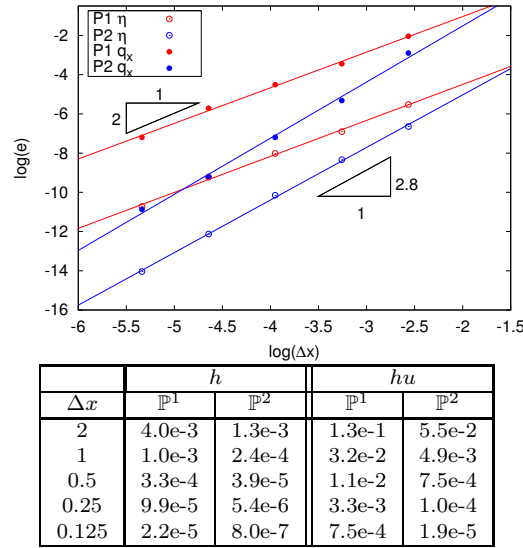 P1 η
P2 η
P1 qx
P2 qx
1
2
2.8
1
log(e)
-2
-4
-6
-8
-10
-12
-14
-16
-6 -5.5 -5 -4.5 -4 -3.5 -3 -2.5 -2 -1.5
log(Δx)
h hu
Δx ℙ¹ ℙ² ℙ¹ ℙ²
2 4.0e-3 1.3e-3 1.3e-1 5.5e-2
1 1.0e-3 2.4e-4 3.2e-2 4.9e-3
0.5 3.3e-4 3.9e-5 1.1e-2 7.5e-4
0.25 9.9e-5 5.4e-6 3.3e-3 1.0e-4
0.125 2.2e-5 8.0e-7 7.5e-4 1.9e-5